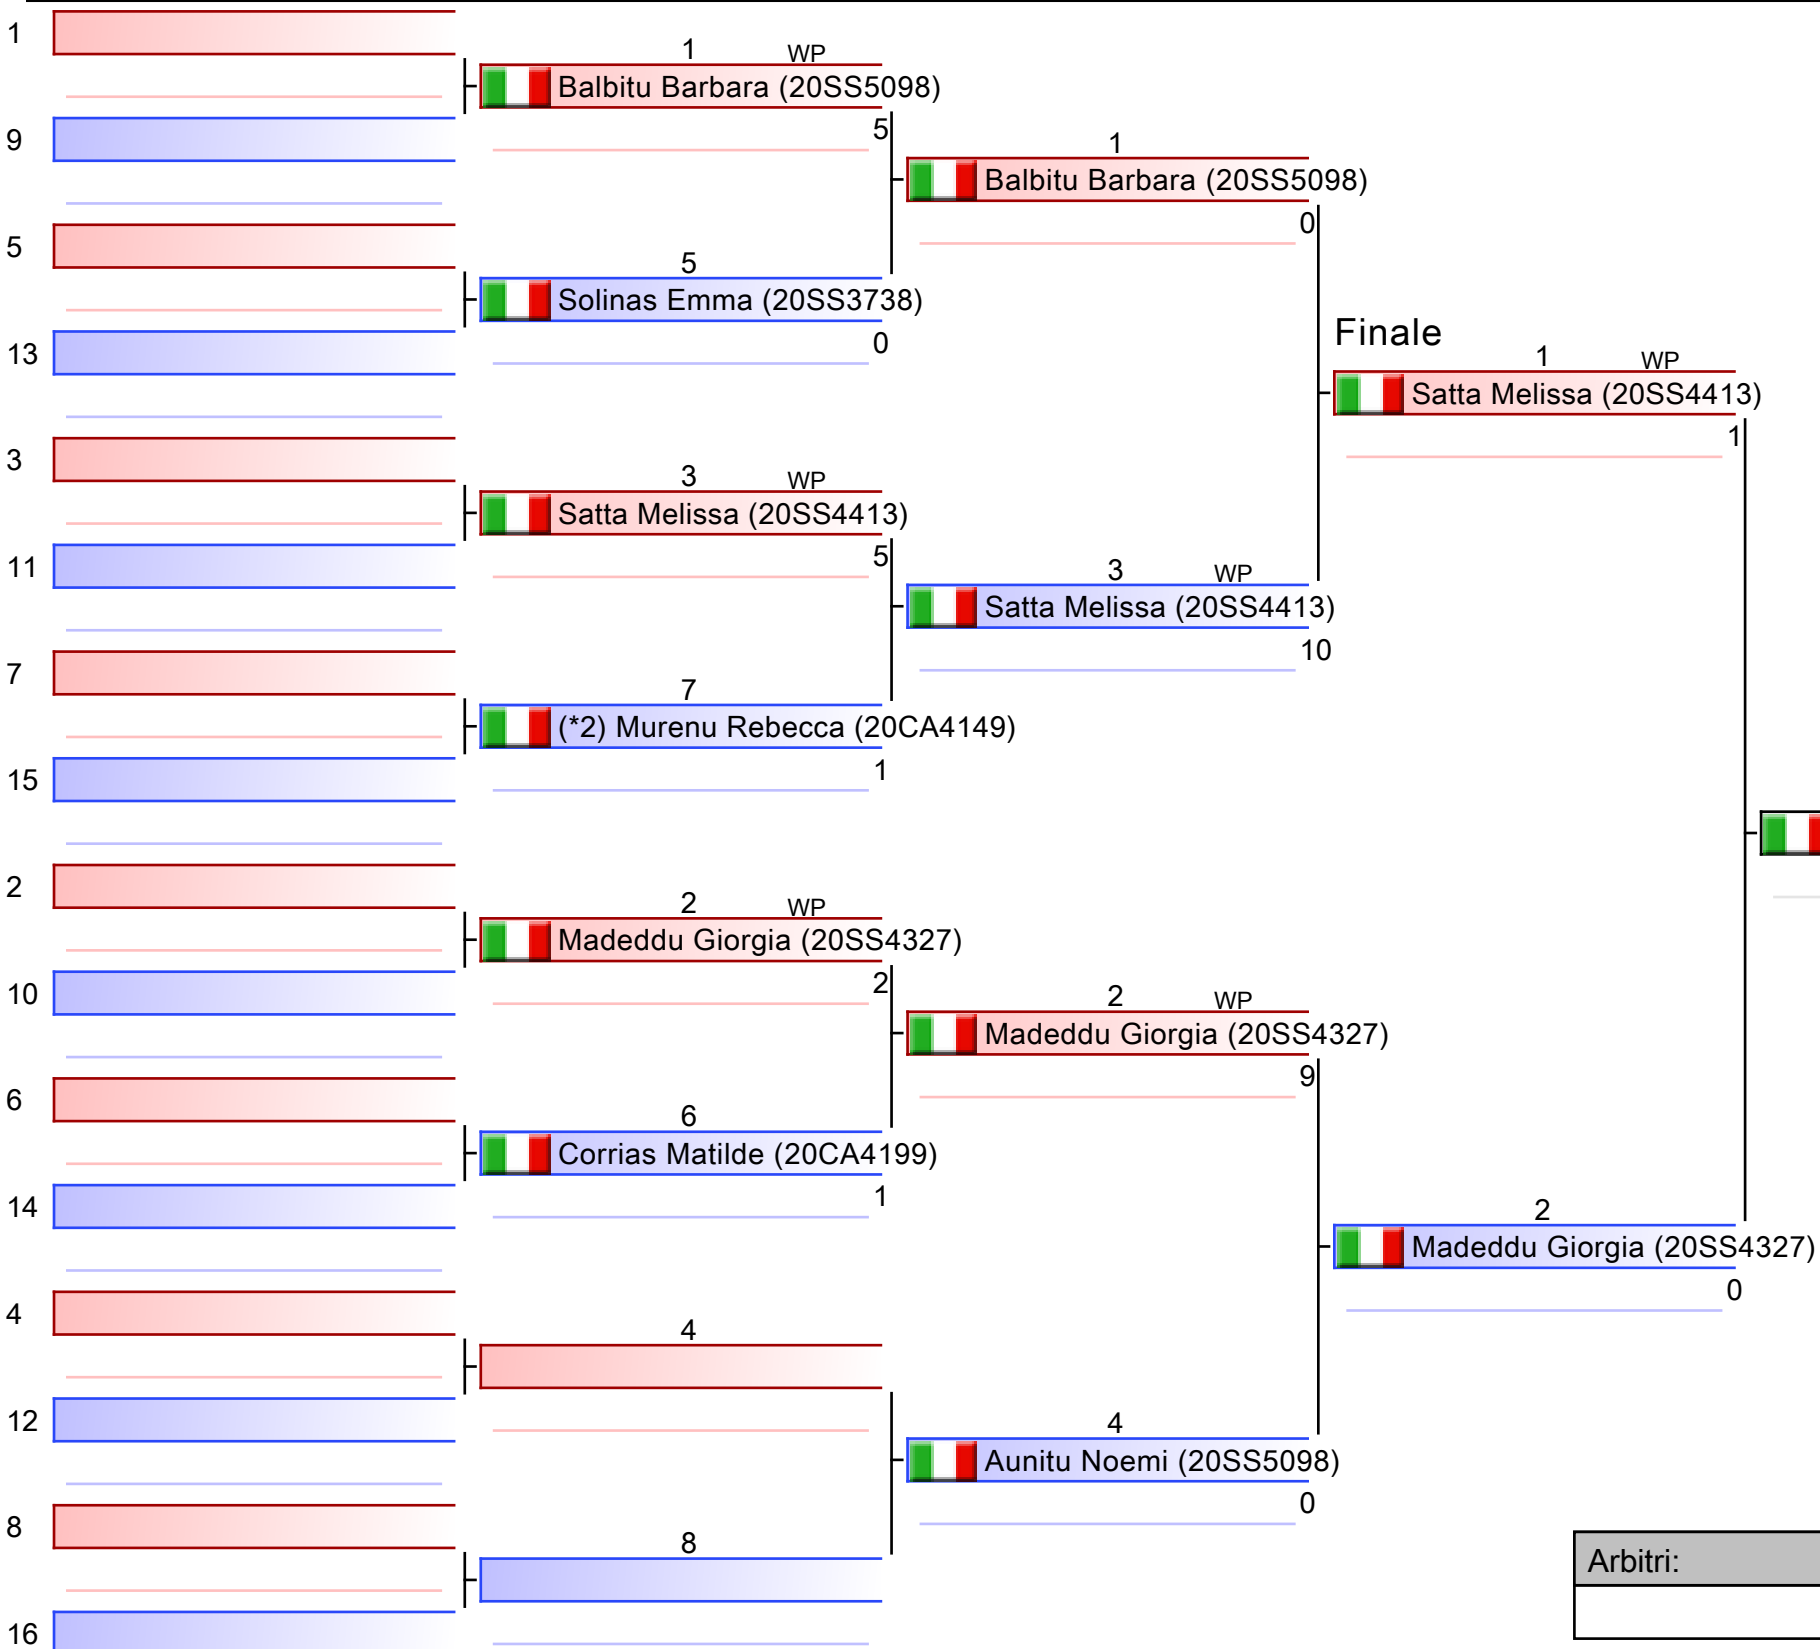 1
1 WP
Balbitu Barbara (20SS5098)
9
5
1
Balbitu Barbara (20SS5098)
0
5
5
Solinas Emma (20SS3738)
0
13
Finale
1 WP
Satta Melissa (20SS4413)
1
3
3 WP
Satta Melissa (20SS4413)
5
11
3 WP
Satta Melissa (20SS4413)
10
7
7
(*2) Murenu Rebecca (20CA4149)
1
15
2
2 WP
Madeddu Giorgia (20SS4327)
2
10
2 WP
Madeddu Giorgia (20SS4327)
9
6
6
Corrias Matilde (20CA4199)
1
14
2
Madeddu Giorgia (20SS4327)
0
4
4
12
4
Aunitu Noemi (20SS5098)
0
8
8
16
Arbitri: